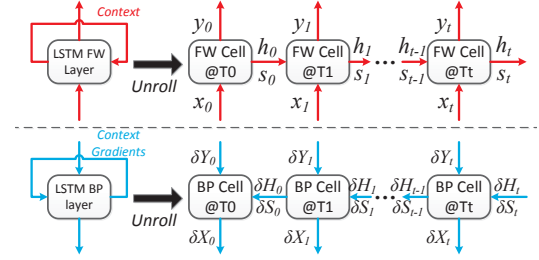 Context
y₀ y₁ yₜ
LSTM FW Layer
Unroll
FW Cell @T0
h₀
s₀
FW Cell @T1
h₁
s₁
...
hₜ₋₁
sₜ₋₁
FW Cell @Tt
hₜ
sₜ
x₀ x₁ xₜ
Context
Gradients
δY₀ δY₁ δYₜ
LSTM BP layer
Unroll
BP Cell @T0
δH₀
δS₀
BP Cell @T1
δH₁
δS₁
...
δHₜ₋₁
δSₜ₋₁
BP Cell @Tt
δHₜ
δSₜ
δX₀ δX₁ δXₜ